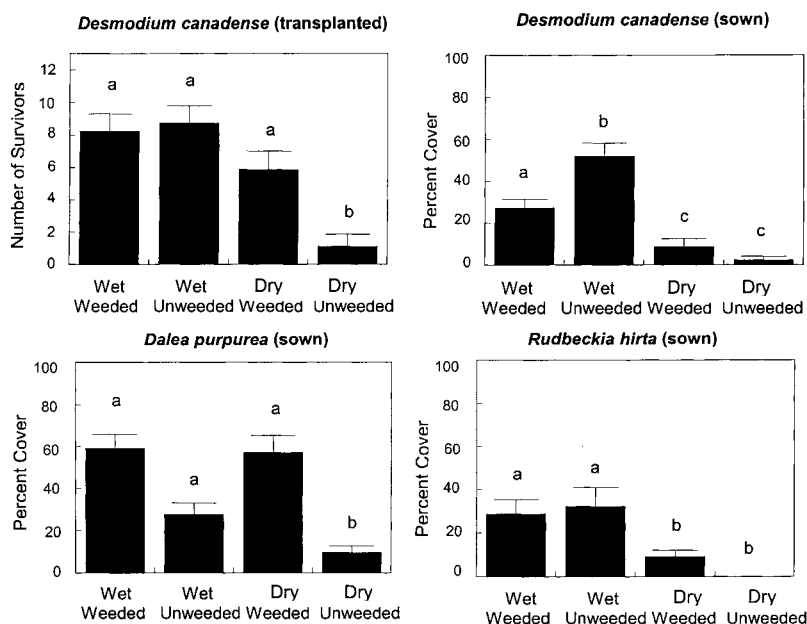 Desmodium canadense (transplanted)
Number of Survivors
12
10
8
6
4
2
0
a
a
a
b
Wet Wet Dry Dry
Weeded Unweeded Weeded Unweeded
Desmodium canadense (sown)
Percent Cover
100
80
60
40
20
0
a
b
c
c
Wet Wet Dry Dry
Weeded Unweeded Weeded Unweeded
Dalea purpurea (sown)
Percent Cover
100
80
60
40
20
0
a
a
a
b
Wet Wet Dry Dry
Weeded Unweeded Weeded Unweeded
Rudbeckia hirta (sown)
Percent Cover
100
80
60
40
20
0
a
a
b
b
Wet Wet Dry Dry
Weeded Unweeded Weeded Unweeded